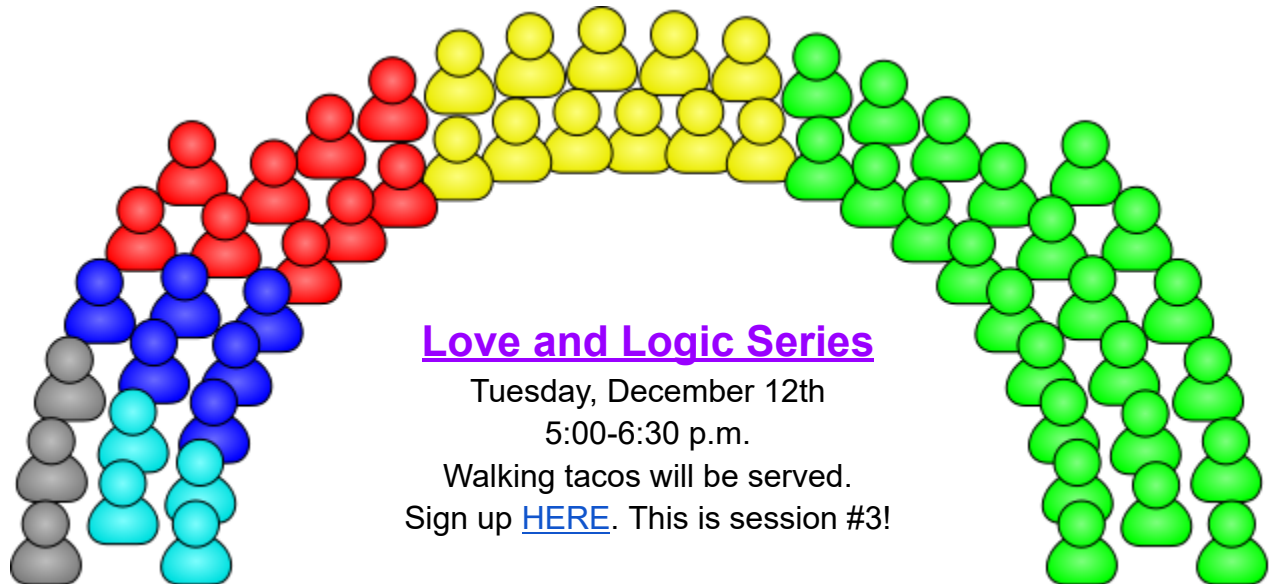 Love and Logic Series
Tuesday, December 12th
5:00-6:30 p.m.
Walking tacos will be served.
Sign up HERE. This is session #3!